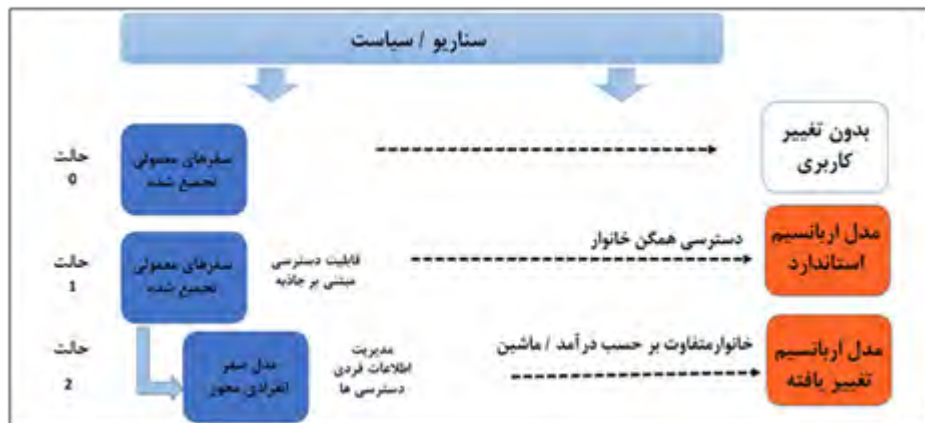 سناریو / سیاست
بدون تغییر
کاربری
سفرهای معمولی
تجمیع شده
حالت
0
مدل اربانسیم
استاندارد
دسترسی همگن خانوار
قابلیت دسترسی
مبتنی بر جاذبه
سفرهای معمولی
تجمیع شده
حالت
1
مدل اربانسیم
تغییر یافته
خانوارمتفاوت بر حسب درآمد / ماشین
مدیریت
اطلاعات فردی
دسترسی ها
مدل سفر
انفرادی محور
حالت
2